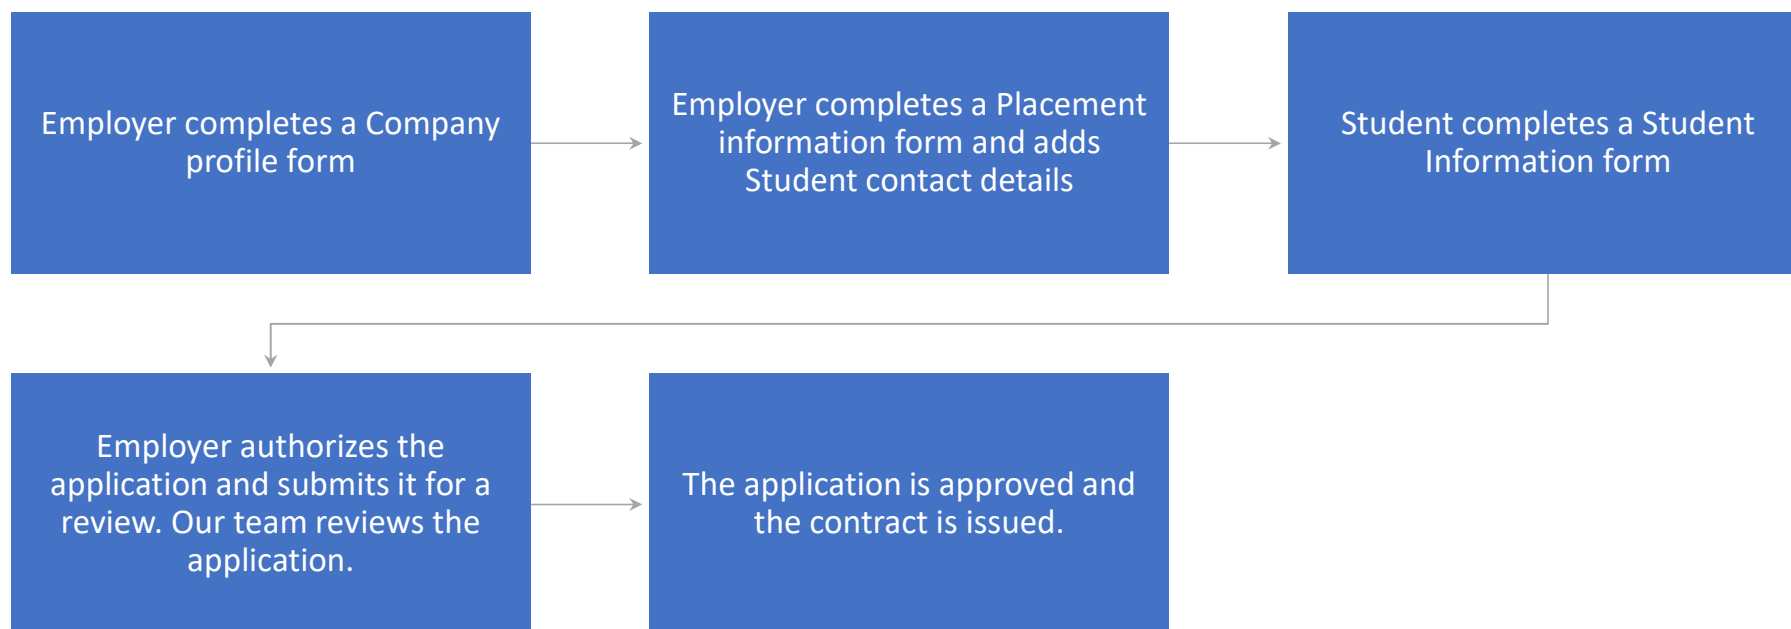 Employer completes a Company
profile form
Employer completes a Placement
information form and adds
Student contact details
Student completes a Student
Information form
Employer authorizes the
application and submits it for a
review. Our team reviews the
application.
The application is approved and
the contract is issued.